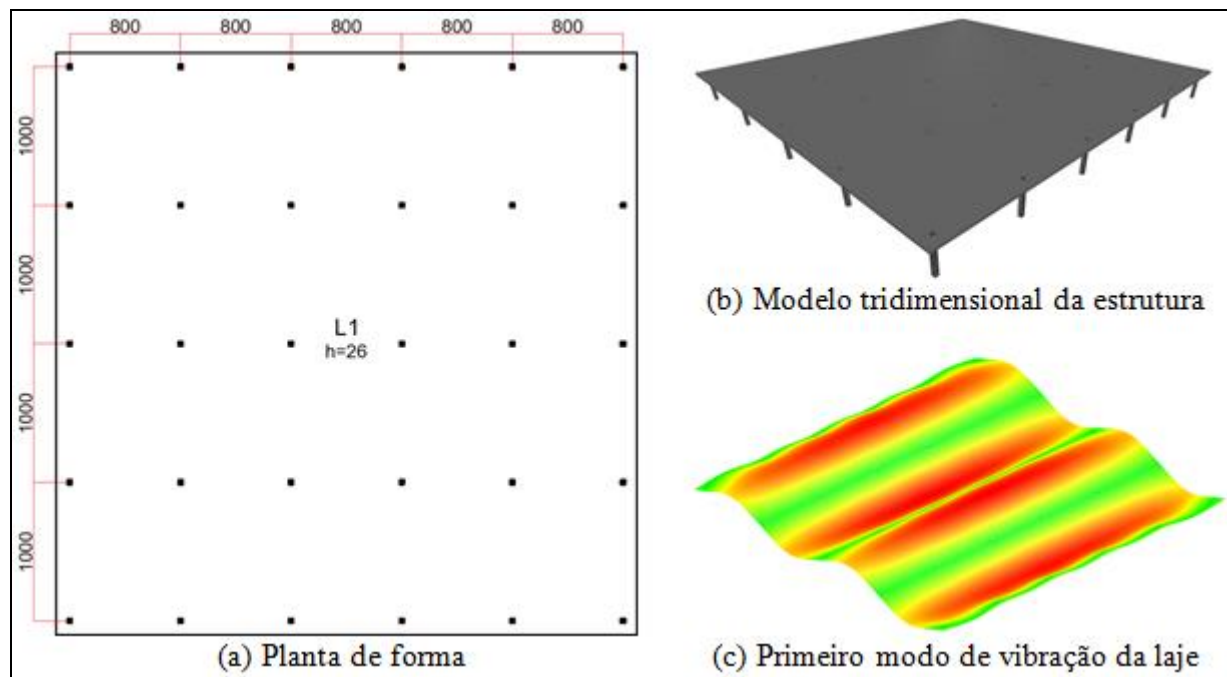 800 800 800 800 800
1000
1000
1000
1000
L1
h=26
(a) Planta de forma
(b) Modelo tridimensional da estrutura
(c) Primeiro modo de vibração da laje